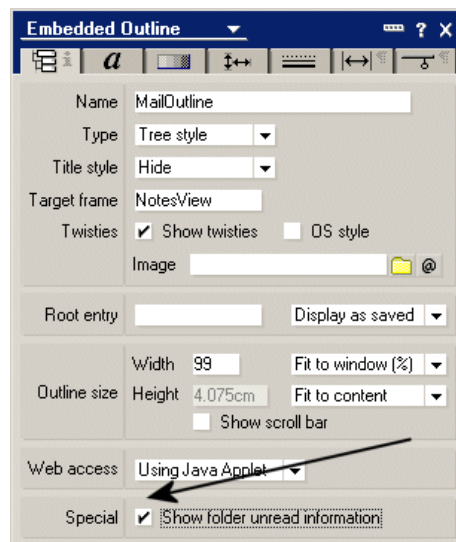 Embedded Outline ? X
i a
Name MailOutline
Type Tree style
Title style Hide
Target frame NotesView
Twisties Show twisties OS style
Image @
Root entry Display as saved
Width 99 Fit to window (%)
Outline size Height 4.075cm Fit to content
Show scroll bar
Web access Using Java Applet
Special Show folder unread information